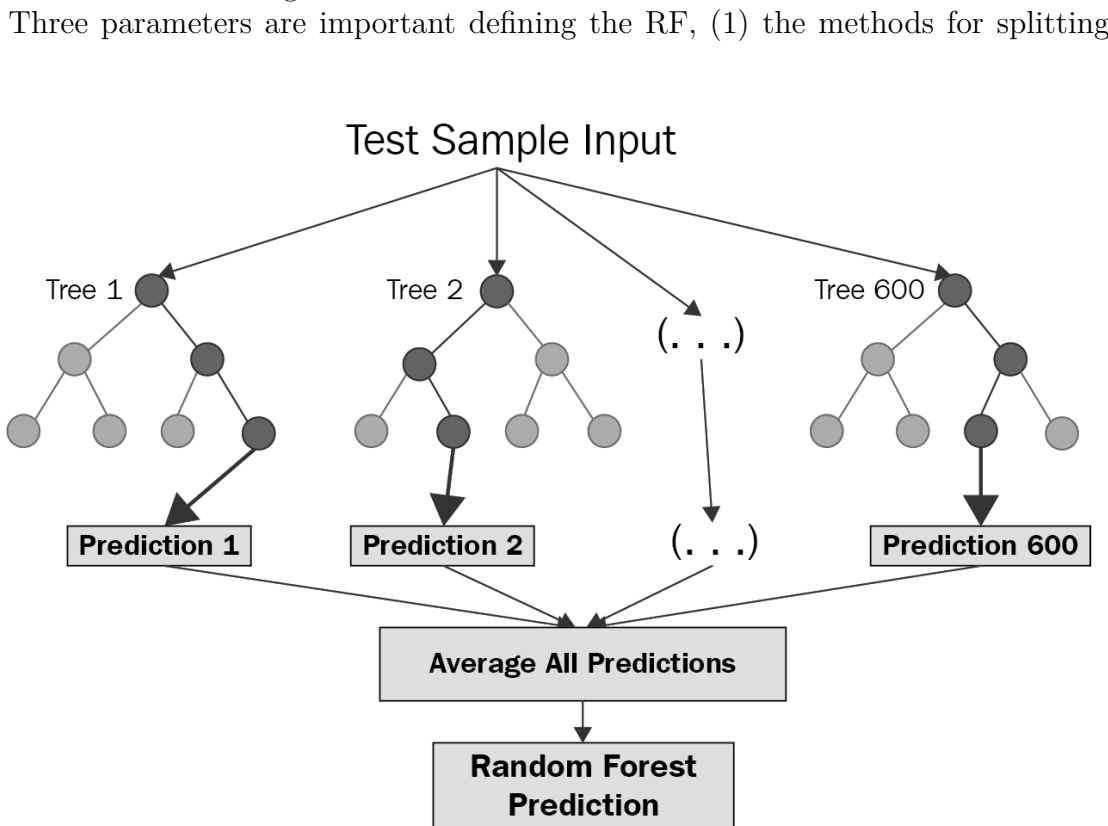 Three parameters are important defining the RF, (1) the methods for splitting
Test Sample Input
Tree 1
Tree 2
Tree 600
(. . .)
(. . .)
Prediction 1
Prediction 2
Prediction 600
Average All Predictions
Random Forest
Prediction